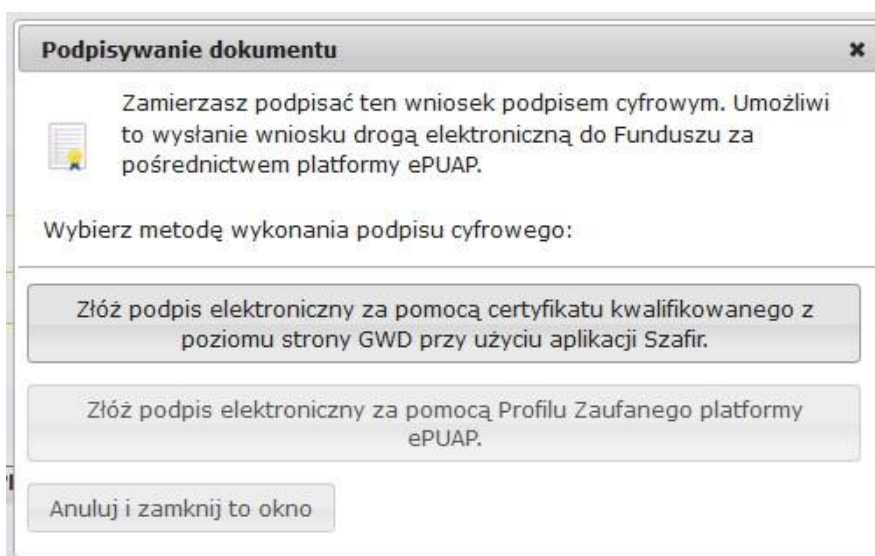 Podpisywanie dokumentu
Zamierzasz podpisać ten wniosek podpisem cyfrowym. Umożliwi
to wysłanie wniosku drogą elektroniczną do Funduszu za
pośrednictwem platformy ePUAP.
Wybierz metodę wykonania podpisu cyfrowego:
Złóż podpis elektroniczny za pomocą certyfikatu kwalifikowanego z
poziomu strony GWD przy użyciu aplikacji Szafir.
Złóż podpis elektroniczny za pomocą Profilu Zaufanego platformy
ePUAP.
Anuluj i zamknij to okno